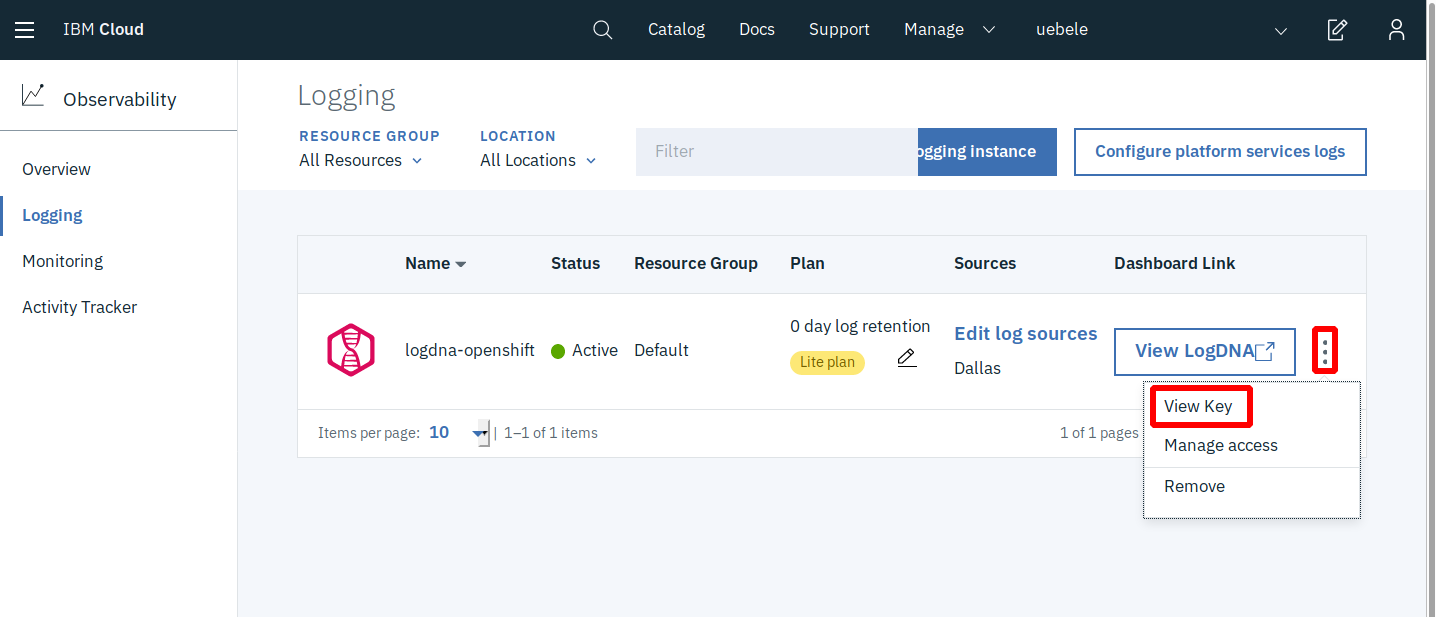 IBM Cloud Catalog Docs Support Manage uebele
Observability
Overview
Logging
Monitoring
Activity Tracker
Logging
RESOURCE GROUP LOCATION
All Resources All Locations Filter ogging instance Configure platform services logs
Name Status Resource Group Plan Sources Dashboard Link
logdna-openshift Active Default 0 day log retention Lite plan Edit log sources Dallas View LogDNA
View Key
Manage access
Remove
Items per page: 10 | 1–1 of 1 items 1 of 1 pages